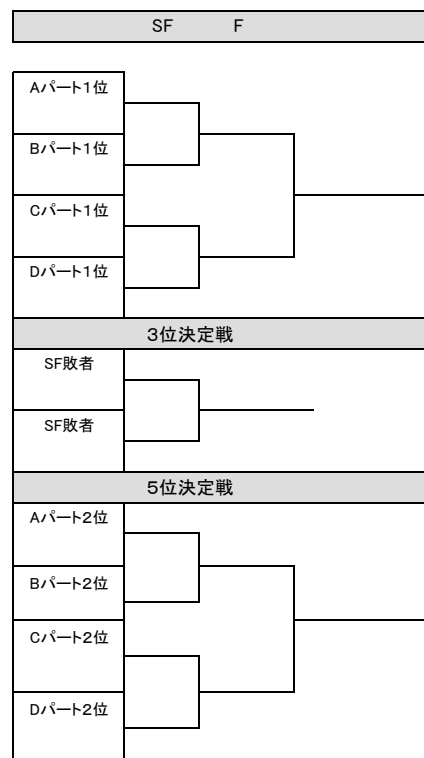 SF F
Aパート1位
Bパート1位
Cパート1位
Dパート1位
3位決定戦
SF敗者
SF敗者
5位決定戦
Aパート2位
Bパート2位
Cパート2位
Dパート2位